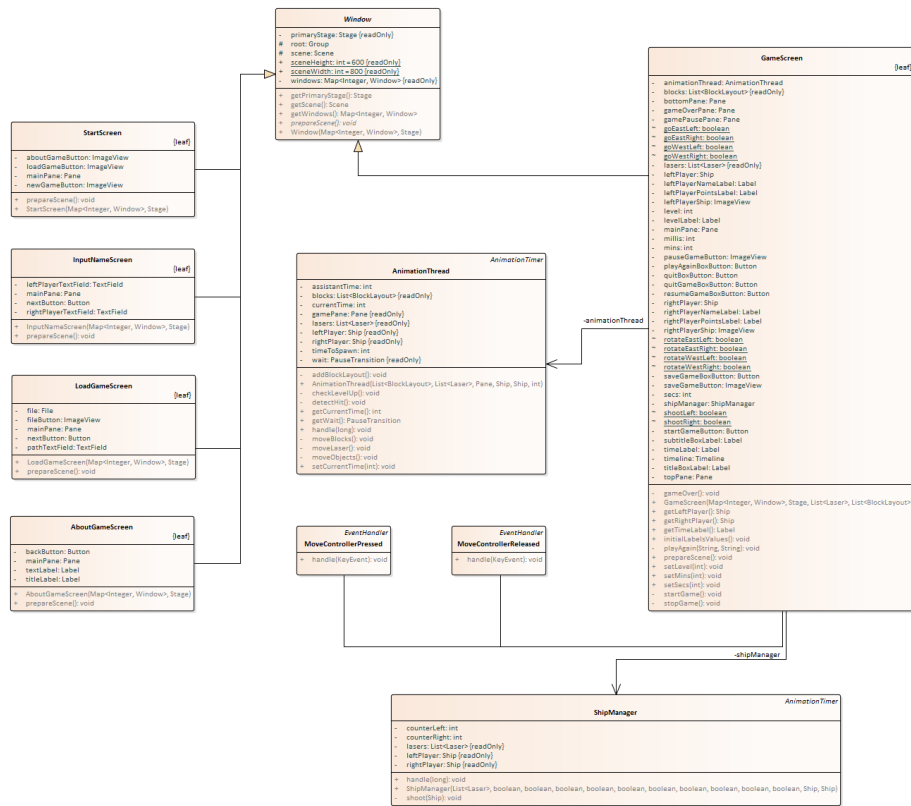 Window
- primaryStage: Stage {readOnly}
# root: Group
# scene: Scene
+ sceneHeight: int = 600 {readOnly}
+ sceneWidth: int = 800 {readOnly}
- windows: Map<Integer, Window> {readOnly}
+ getPrimaryStage(): Stage
+ getScene(): Scene
+ getWindows(): Map<Integer, Window>
+ prepareScene(): void
+ Window(Map<Integer, Window>, Stage)
StartScreen
{leaf}
- aboutGameButton: ImageView
- loadGameButton: ImageView
- mainPane: Pane
- newGameButton: ImageView
+ prepareScene(): void
+ StartScreen(Map<Integer, Window>, Stage)
InputNameScreen
{leaf}
- leftPlayerTextField: TextField
- mainPane: Pane
- nextButton: Button
- rightPlayerTextField: TextField
+ InputNameScreen(Map<Integer, Window>, Stage)
+ prepareScene(): void
LoadGameScreen
{leaf}
- file: File
- fileButton: ImageView
- mainPane: Pane
- nextButton: Button
- pathTextField: TextField
+ LoadGameScreen(Map<Integer, Window>, Stage)
+ prepareScene(): void
AboutGameScreen
{leaf}
- backButton: Button
- mainPane: Pane
- textLabel: Label
- titleLabel: Label
+ AboutGameScreen(Map<Integer, Window>, Stage)
+ prepareScene(): void
AnimationTimer
AnimationThread
- assistantTime: int
- blocks: List<BlockLayout> {readOnly}
- currentTime: int
- gamePane: Pane {readOnly}
- lasers: List<Laser> {readOnly}
- leftPlayer: Ship {readOnly}
- rightPlayer: Ship {readOnly}
- timeToSpawn: int
- wait: PauseTransition {readOnly}
- addBlockLayout(): void
+ AnimationThread(List<BlockLayout>, List<Laser>, Pane, Ship, Ship, int)
- checkLevelUp(): void
- detectHit(): void
+ getCurrentTime(): int
+ getWait(): PauseTransition
+ handle(long): void
- moveBlocks(): void
- moveLaser(): void
- moveObjects(): void
+ setCurrentTime(int): void
-animationThread
EventHandler
MoveControllerPressed
+ handle(KeyEvent): void
EventHandler
MoveControllerReleased
+ handle(KeyEvent): void
GameScreen
{leaf}
- animationThread: AnimationThread
- blocks: List<BlockLayout> {readOnly}
- bottomPane: Pane
- gameOverPane: Pane
- gamePausePane: Pane
~ goEastLeft: boolean
~ goEastRight: boolean
~ goWestLeft: boolean
~ goWestRight: boolean
- lasers: List<Laser> {readOnly}
- leftPlayer: Ship
- leftPlayerNameLabel: Label
- leftPlayerPointsLabel: Label
- leftPlayerShip: ImageView
- level: int
- levelLabel: Label
- mainPane: Pane
- millis: int
- mins: int
- pauseGameButton: ImageView
- playAgainBoxButton: Button
- quitBoxButton: Button
- quitGameBoxButton: Button
- resumeGameBoxButton: Button
- rightPlayer: Ship
- rightPlayerNameLabel: Label
- rightPlayerPointsLabel: Label
- rightPlayerShip: ImageView
~ rotateEastLeft: boolean
~ rotateEastRight: boolean
~ rotateWestLeft: boolean
~ rotateWestRight: boolean
- saveGameBoxButton: Button
- saveGameButton: ImageView
- secs: int
- shipManager: ShipManager
~ shootLeft: boolean
~ shootRight: boolean
- startGameButton: Button
- subtitleBoxLabel: Label
- timeLabel: Label
- timeline: Timeline
- titleBoxLabel: Label
- topPane: Pane
- gameOver(): void
+ GameScreen(Map<Integer, Window>, Stage, List<Laser>, List<BlockLayout>
+ getLeftPlayer(): Ship
+ getRightPlayer(): Ship
+ getTimeLabel(): Label
+ initialLabelsValues(): void
- playAgain(String, String): void
+ prepareScene(): void
+ setLevel(int): void
+ setMins(int): void
+ setSecs(int): void
- startGame(): void
- stopGame(): void
-shipManager
AnimationTimer
ShipManager
- counterLeft: int
- counterRight: int
- lasers: List<Laser> {readOnly}
- leftPlayer: Ship {readOnly}
- rightPlayer: Ship {readOnly}
+ handle(long): void
+ ShipManager(List<Laser>, boolean, boolean, boolean, boolean, boolean, boolean, boolean, boolean, boolean, boolean, Ship, Ship)
- shoot(Ship): void